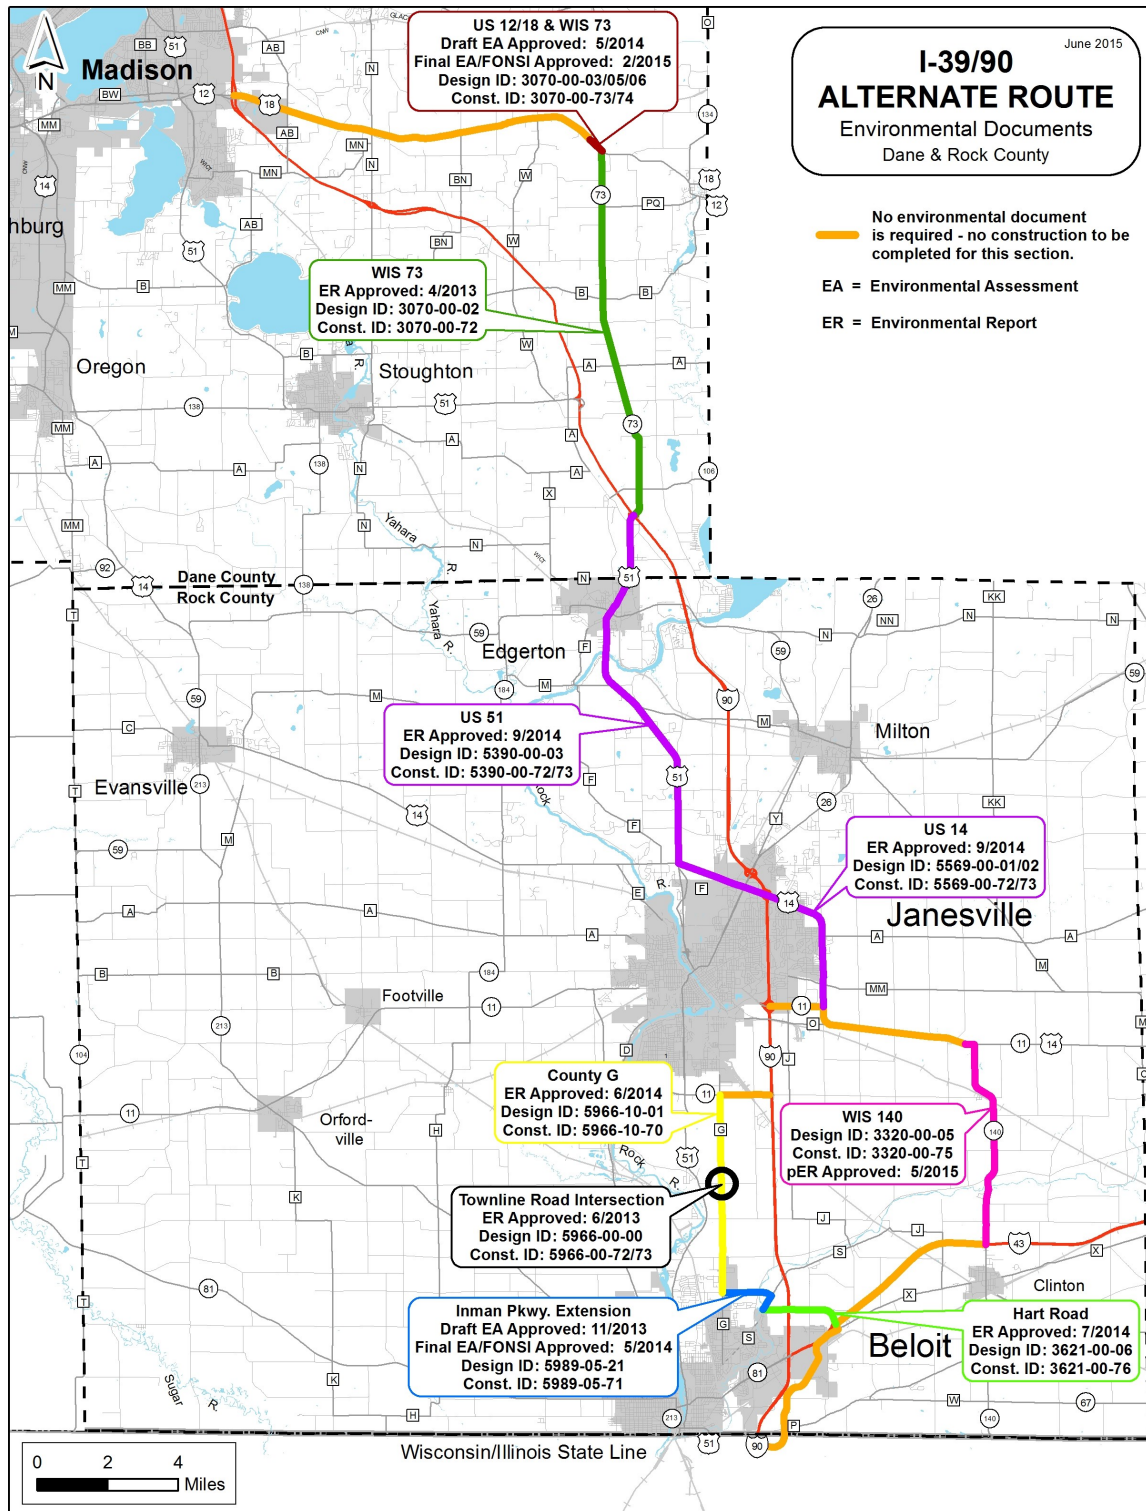 June 2015
I-39/90
ALTERNATE ROUTE
Environmental Documents
Dane & Rock County
No environmental document
is required - no construction to be
completed for this section.
EA = Environmental Assessment
ER = Environmental Report
US 12/18 & WIS 73
Draft EA Approved: 5/2014
Final EA/FONSI Approved: 2/2015
Design ID: 3070-00-03/05/06
Const. ID: 3070-00-73/74
N
Madison
hburg
WIS 73
ER Approved: 4/2013
Design ID: 3070-00-02
Const. ID: 3070-00-72
Oregon
Stoughton
Yahara
R.
Dane County
Rock County
Yahara
R.
Edgerton
US 51
ER Approved: 9/2014
Design ID: 5390-00-03
Const. ID: 5390-00-72/73
Milton
Evansville
US 14
ER Approved: 9/2014
Design ID: 5569-00-01/02
Const. ID: 5569-00-72/73
Janesville
Footville
County G
ER Approved: 6/2014
Design ID: 5966-10-01
Const. ID: 5966-10-70
Orford-
ville
WIS 140
Design ID: 3320-00-05
Const. ID: 3320-00-75
pER Approved: 5/2015
Rock
R.
Townline Road Intersection
ER Approved: 6/2013
Design ID: 5966-00-00
Const. ID: 5966-00-72/73
Clinton
Inman Pkwy. Extension
Draft EA Approved: 11/2013
Final EA/FONSI Approved: 5/2014
Design ID: 5989-05-21
Const. ID: 5989-05-71
Beloit
Hart Road
ER Approved: 7/2014
Design ID: 3621-00-06
Const. ID: 3621-00-76
Sugar
R.
Wisconsin/Illinois State Line
0 2 4
Miles